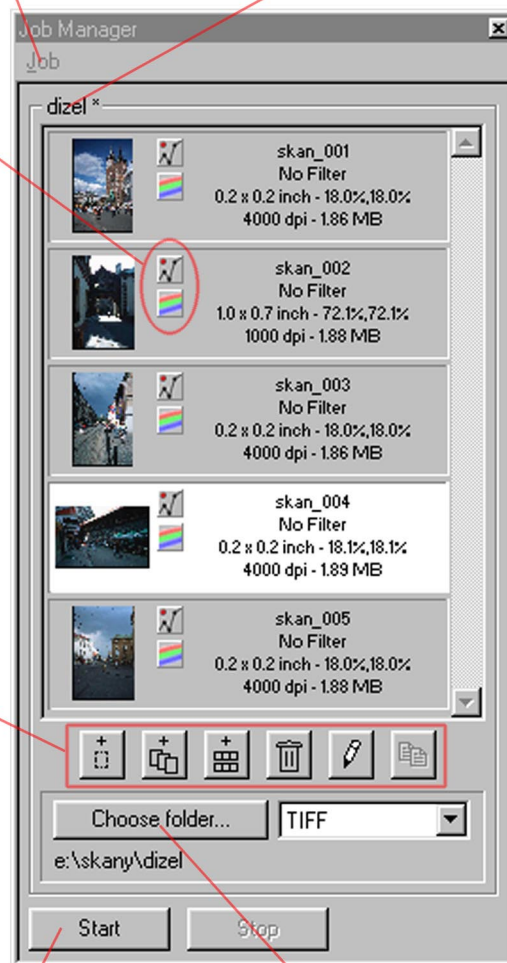 Job Manager
Job
dizel *
skan_001
No Filter
0.2 x 0.2 inch - 18.0%,18.0%
4000 dpi - 1.86 MB
skan_002
No Filter
1.0 x 0.7 inch - 72.1%,72.1%
1000 dpi - 1.88 MB
skan_003
No Filter
0.2 x 0.2 inch - 18.0%,18.0%
4000 dpi - 1.86 MB
skan_004
No Filter
0.2 x 0.2 inch - 18.1%,18.1%
4000 dpi - 1.89 MB
skan_005
No Filter
0.2 x 0.2 inch - 18.0%,18.0%
4000 dpi - 1.88 MB
Choose folder... TIFF
e:\skany\dizel
Start Stop